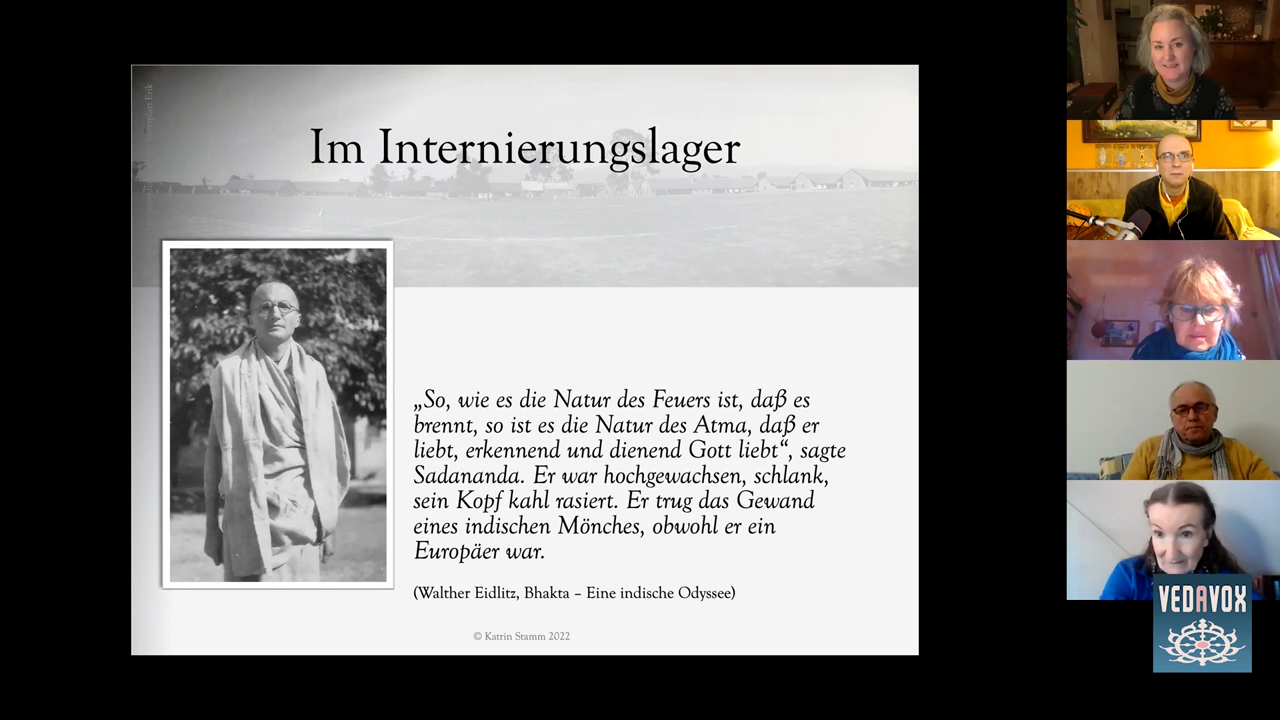 Im Internierungslager
„So, wie es die Natur des Feuers ist, daß es
brennt, so ist es die Natur des Atma, daß er
liebt, erkennend und dienend Gott liebt“, sagte
Sadananda. Er war hochgewachsen, schlank,
sein Kopf kahl rasiert. Er trug das Gewand
eines indischen Mönches, obwohl er ein
Europäer war.
(Walther Eidlitz, Bhakta – Eine indische Odyssee)
© Katrin Stamm 2022
VEDAVOX